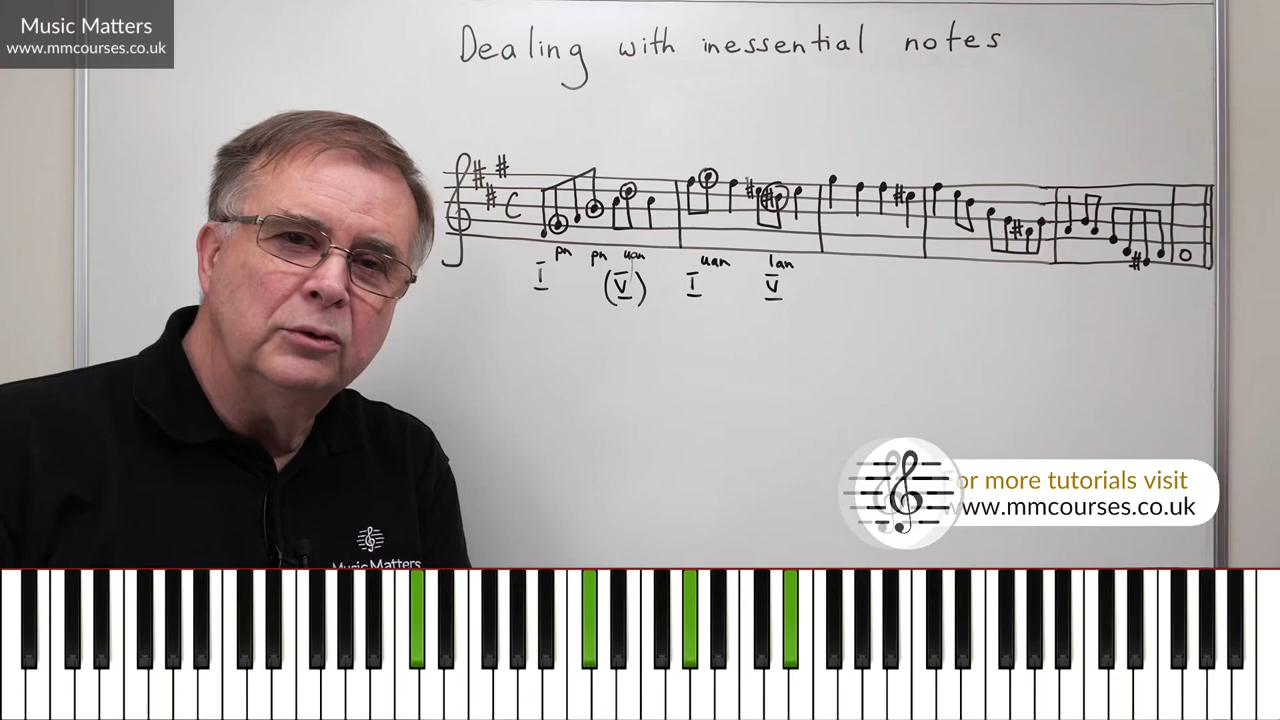 Music Matters
www.mmcourses.co.uk
Dealing with inessential notes
pn pn uan uan lan
I (V) I V
For more tutorials visit
www.mmcourses.co.uk
Music Matters